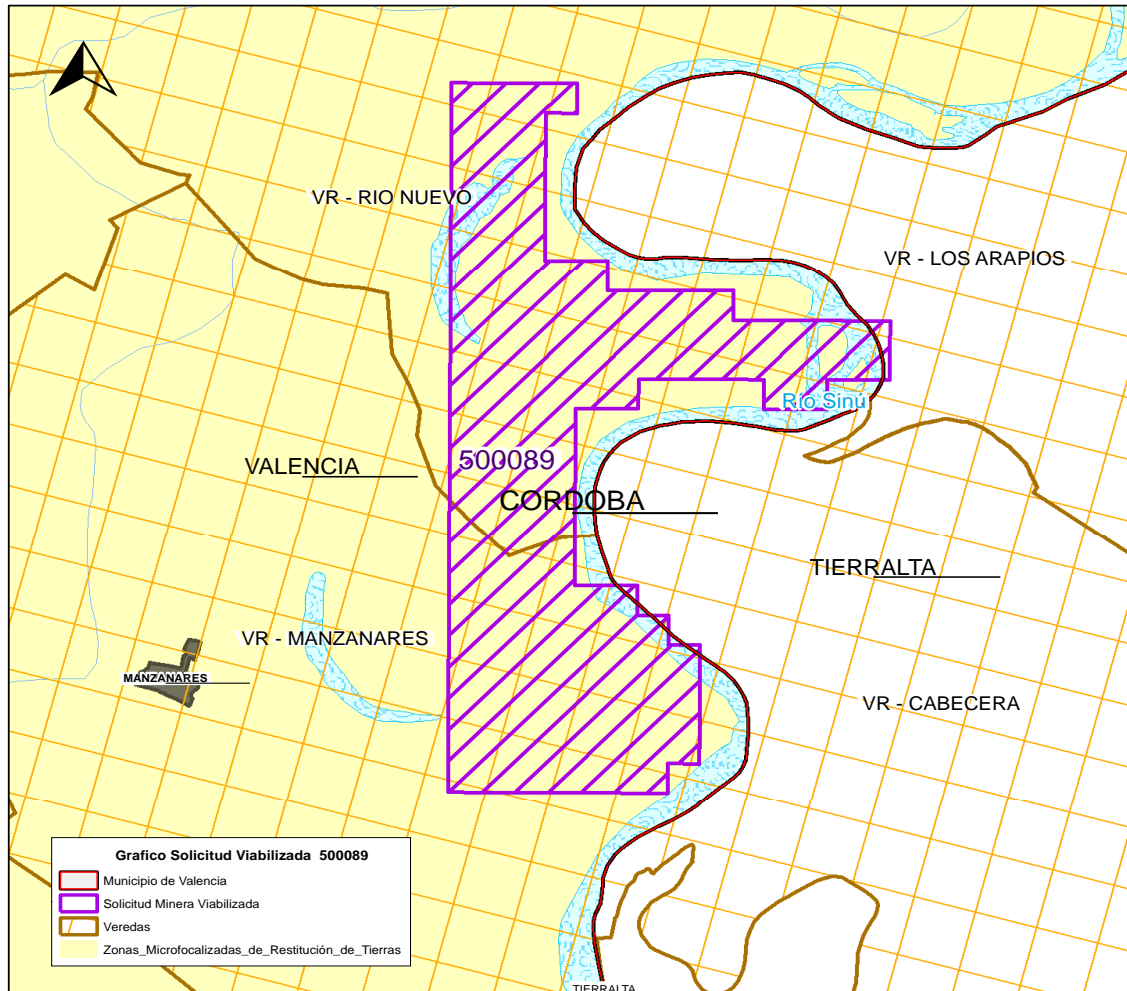 VR - RIO NUEVO
VR - LOS ARAPIOS
Río Sinú
500089
VALENCIA
CORDOBA
TIERRALTA
VR - MANZANARES
MANZANARES
VR - CABECERA
Grafico Solicitud Viabilizada 500089
Municipio de Valencia
Solicitud Minera Viabilizada
Veredas
Zonas_Microfocalizadas_de_Restitución_de_Tierras
TIERRALTA